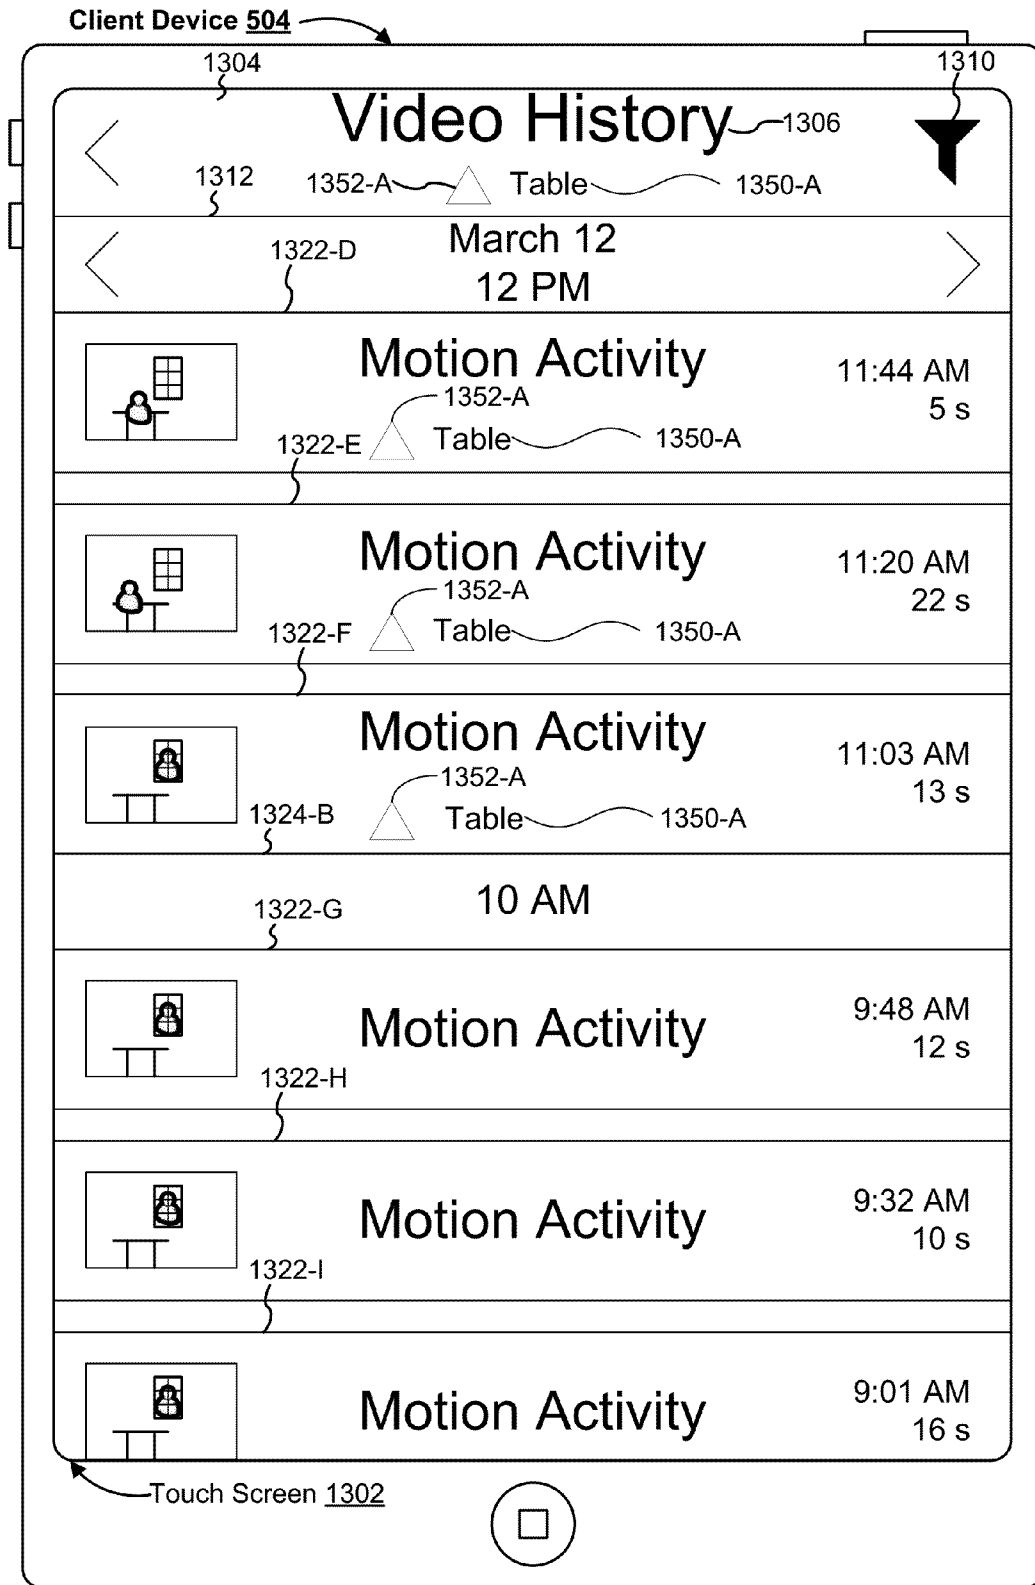 Client Device 504
1304
1310
Video History
1306
1312
1352-A
Table
1350-A
1322-D
March 12
12 PM
Motion Activity
11:44 AM
5 s
1352-A
Table
1350-A
1322-E
Motion Activity
11:20 AM
22 s
1352-A
Table
1350-A
1322-F
Motion Activity
11:03 AM
13 s
1352-A
Table
1350-A
1324-B
10 AM
1322-G
Motion Activity
9:48 AM
12 s
1322-H
Motion Activity
9:32 AM
10 s
1322-I
Motion Activity
9:01 AM
16 s
Touch Screen 1302